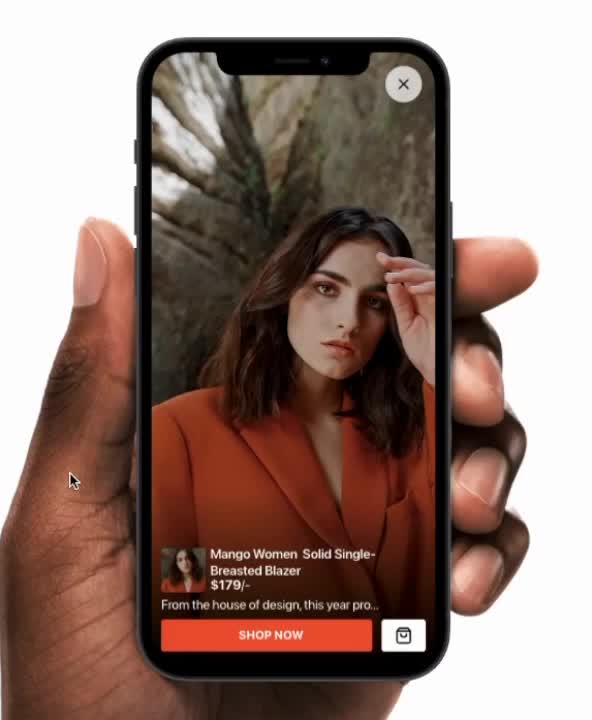 Mango Women Solid Single-
Breasted Blazer
$179/-
From the house of design, this year pro...
SHOP NOW